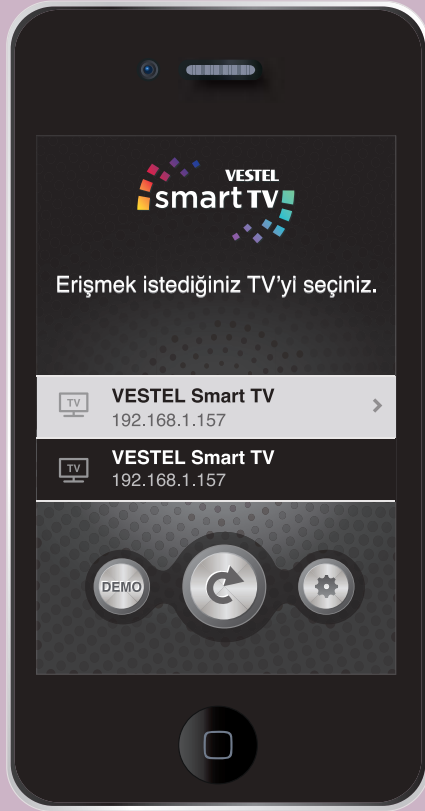 VESTEL
smart TV
Erişmek istediğiniz TV'yi seçiniz.
TV
VESTEL Smart TV
192.168.1.157
TV
VESTEL Smart TV
192.168.1.157
DEMO